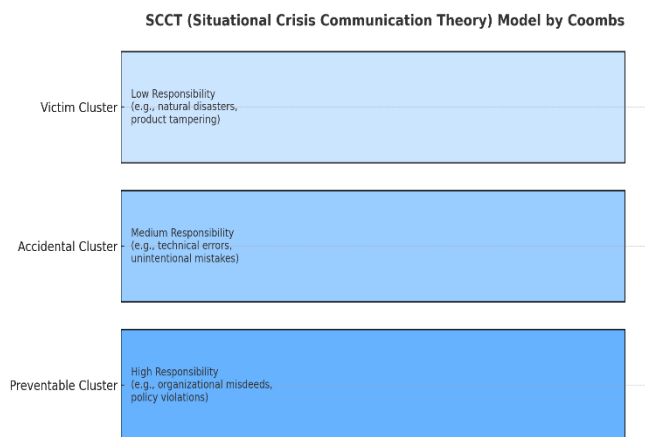 SCCT (Situational Crisis Communication Theory) Model by Coombs
Victim Cluster
Low Responsibility
(e.g., natural disasters,
product tampering)
Accidental Cluster
Medium Responsibility
(e.g., technical errors,
unintentional mistakes)
Preventable Cluster
High Responsibility
(e.g., organizational misdeeds,
policy violations)